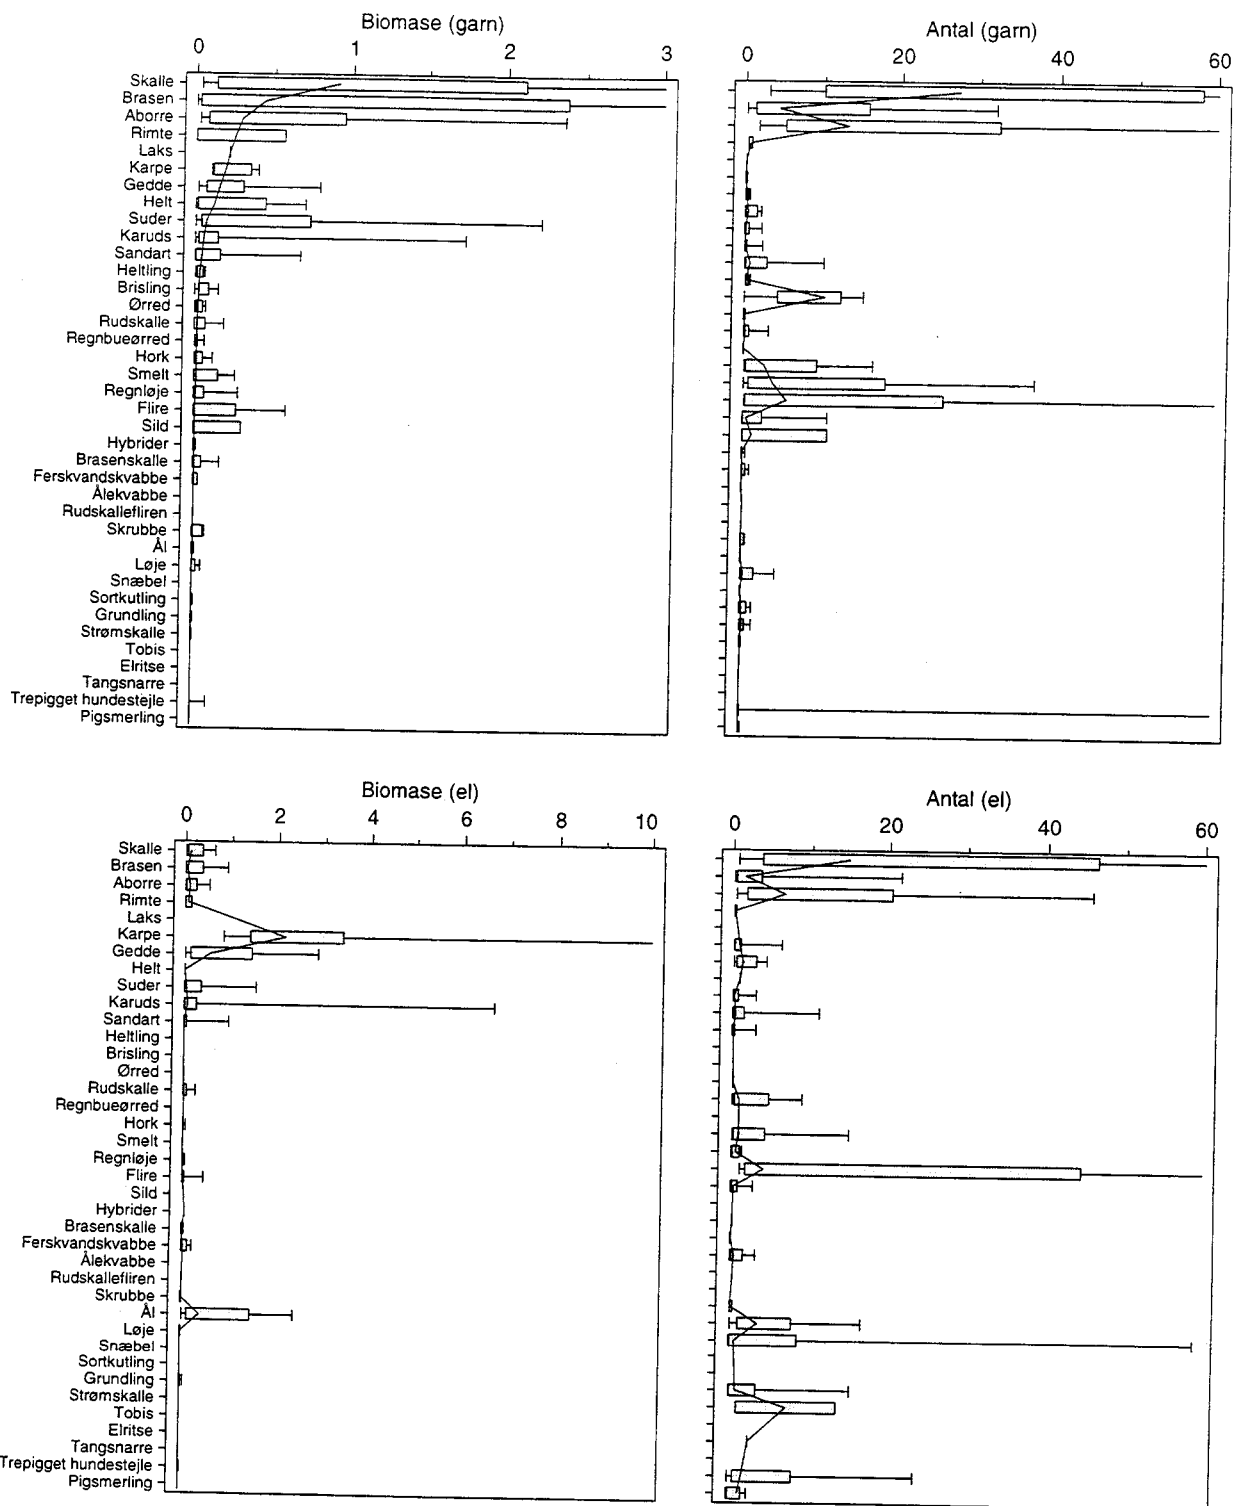 Biomase (garn)
0 1 2 3
Skalle
Brasen
Aborre
Rimte
Laks
Karpe
Gedde
Helt
Suder
Karuds
Sandart
Heltling
Brisling
Ørred
Rudskalle
Regnbueørred
Hork
Smelt
Regnløje
Flire
Sild
Hybrider
Brasenskalle
Ferskvandskvabbe
Ålekvabbe
Rudskallefliren
Skrubbe
Ål
Løje
Snæbel
Sortkutling
Grundling
Strømskalle
Tobis
Elritse
Tangsnarre
Trepigget hundestejle
Pigsmerling
Antal (garn)
0 20 40 60
Biomase (el)
0 2 4 6 8 10
Skalle
Brasen
Aborre
Rimte
Laks
Karpe
Gedde
Helt
Suder
Karuds
Sandart
Heltling
Brisling
Ørred
Rudskalle
Regnbueørred
Hork
Smelt
Regnløje
Flire
Sild
Hybrider
Brasenskalle
Ferskvandskvabbe
Ålekvabbe
Rudskallefliren
Skrubbe
Ål
Løje
Snæbel
Sortkutling
Grundling
Strømskalle
Tobis
Elritse
Tangsnarre
Trepigget hundestejle
Pigsmerling
Antal (el)
0 20 40 60